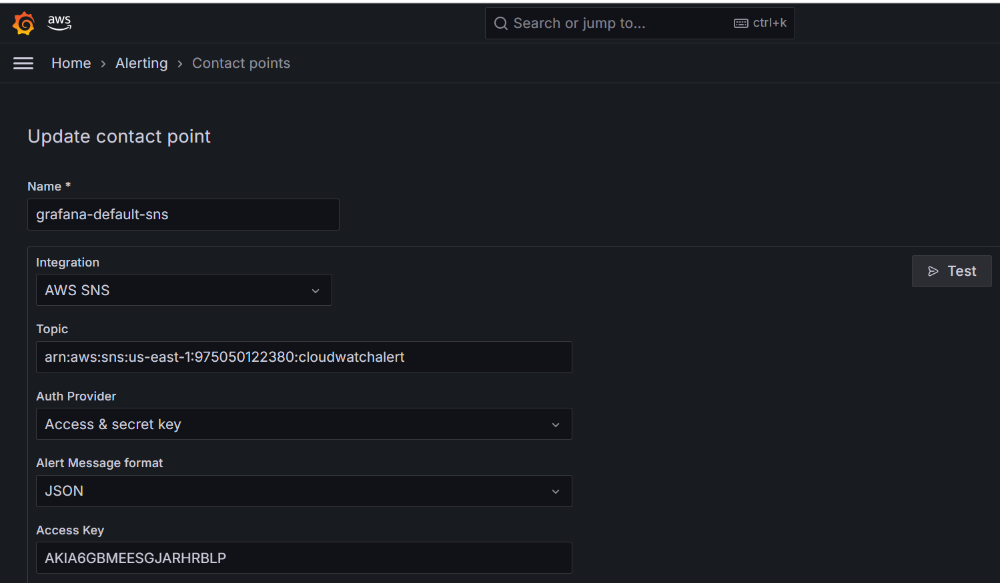 aws
Search or jump to... ctrl+k
Home > Alerting > Contact points
Update contact point
Name *
grafana-default-sns
Integration
Test
AWS SNS
Topic
arn:aws:sns:us-east-1:975050122380:cloudwatchalert
Auth Provider
Access & secret key
Alert Message format
JSON
Access Key
AKIA6GBMEESGJARHRBLP